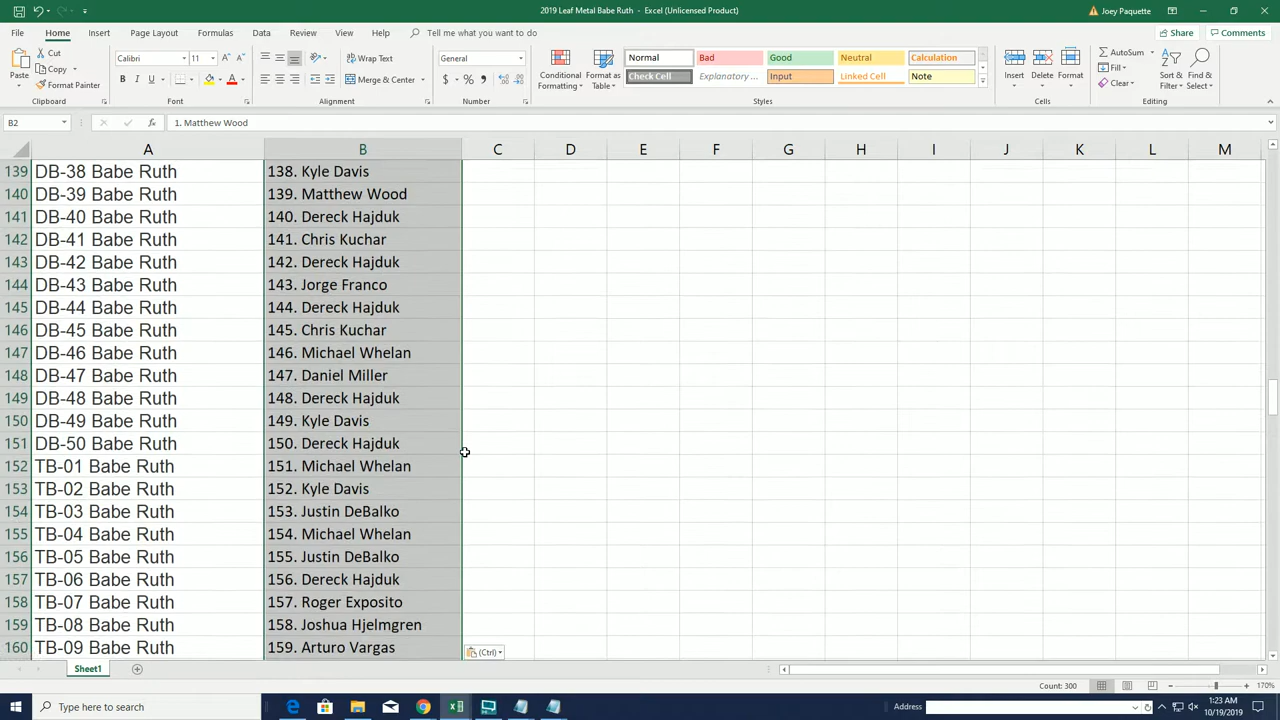 2019 Leaf Metal Babe Ruth - Excel (Unlicensed Product)
Joey Paquette
File Home Insert Page Layout Formulas Data Review View Help Tell me what you want to do
Share Comments
Paste Cut Copy Format Painter Clipboard
Calibri 11 B I U Font
Wrap Text Merge & Center Alignment
General $ % Number
Conditional Formatting Format as Table
Normal Bad Good Neutral Calculation
Check Cell Explanatory ... Input Linked Cell Note
Styles
Insert Delete Format Cells
AutoSum Fill Clear Sort & Filter Find & Select Editing
B2 fx 1. Matthew Wood
A B C D E F G H I J K L M
139 DB-38 Babe Ruth 138. Kyle Davis
140 DB-39 Babe Ruth 139. Matthew Wood
141 DB-40 Babe Ruth 140. Dereck Hajduk
142 DB-41 Babe Ruth 141. Chris Kuchar
143 DB-42 Babe Ruth 142. Dereck Hajduk
144 DB-43 Babe Ruth 143. Jorge Franco
145 DB-44 Babe Ruth 144. Dereck Hajduk
146 DB-45 Babe Ruth 145. Chris Kuchar
147 DB-46 Babe Ruth 146. Michael Whelan
148 DB-47 Babe Ruth 147. Daniel Miller
149 DB-48 Babe Ruth 148. Dereck Hajduk
150 DB-49 Babe Ruth 149. Kyle Davis
151 DB-50 Babe Ruth 150. Dereck Hajduk
152 TB-01 Babe Ruth 151. Michael Whelan
153 TB-02 Babe Ruth 152. Kyle Davis
154 TB-03 Babe Ruth 153. Justin DeBalko
155 TB-04 Babe Ruth 154. Michael Whelan
156 TB-05 Babe Ruth 155. Justin DeBalko
157 TB-06 Babe Ruth 156. Dereck Hajduk
158 TB-07 Babe Ruth 157. Roger Exposito
159 TB-08 Babe Ruth 158. Joshua Hjelmgren
160 TB-09 Babe Ruth 159. Arturo Vargas
(Ctrl)
Sheet1
Count: 300 170%
Type here to search
Address
1:23 AM
10/19/2019